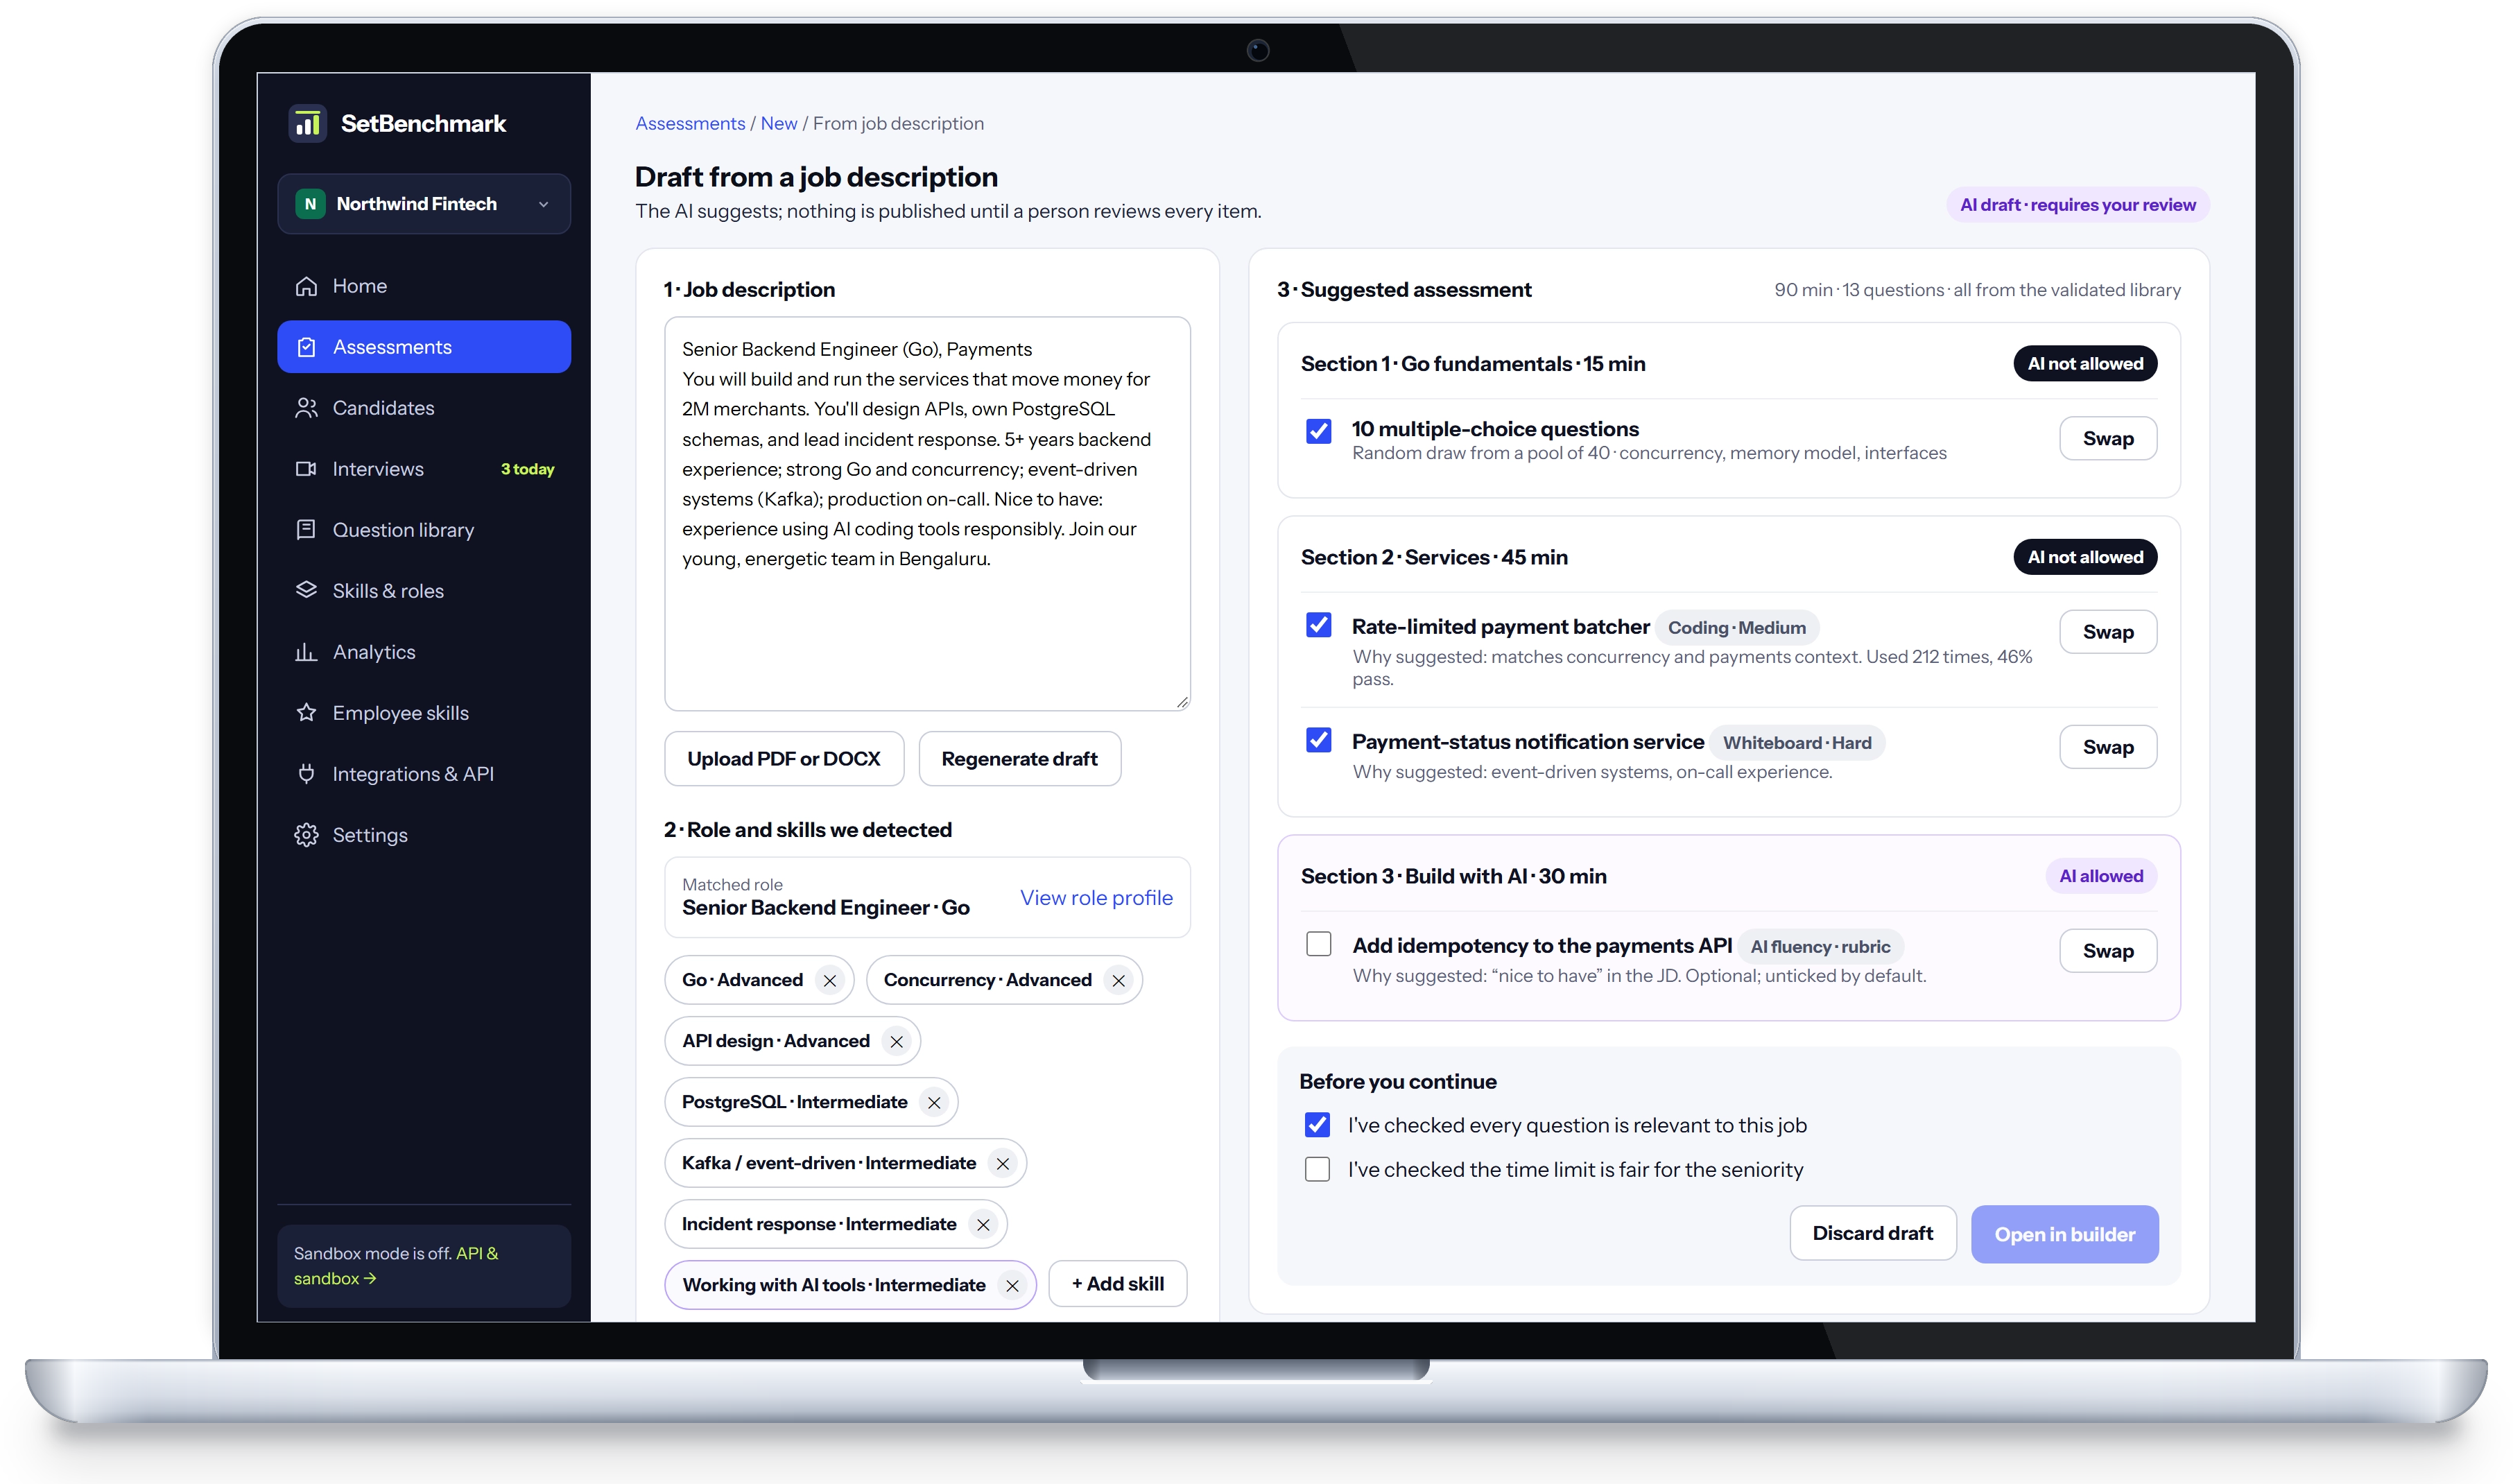 SetBenchmark
N Northwind Fintech
Home
Assessments
Candidates
Interviews 3 today
Question library
Skills & roles
Analytics
Employee skills
Integrations & API
Settings
Sandbox mode is off. API &
sandbox →
Assessments / New / From job description
Draft from a job description
The AI suggests; nothing is published until a person reviews every item.
AI draft · requires your review
1 · Job description
Senior Backend Engineer (Go), Payments
You will build and run the services that move money for
2M merchants. You'll design APIs, own PostgreSQL
schemas, and lead incident response. 5+ years backend
experience; strong Go and concurrency; event-driven
systems (Kafka); production on-call. Nice to have:
experience using AI coding tools responsibly. Join our
young, energetic team in Bengaluru.
Upload PDF or DOCX
Regenerate draft
2 · Role and skills we detected
Matched role
Senior Backend Engineer · Go
View role profile
Go · Advanced
Concurrency · Advanced
API design · Advanced
PostgreSQL · Intermediate
Kafka / event-driven · Intermediate
Incident response · Intermediate
Working with AI tools · Intermediate
+ Add skill
3 · Suggested assessment
90 min · 13 questions · all from the validated library
Section 1 · Go fundamentals · 15 min
AI not allowed
10 multiple-choice questions
Random draw from a pool of 40 · concurrency, memory model, interfaces
Swap
Section 2 · Services · 45 min
AI not allowed
Rate-limited payment batcher Coding · Medium
Why suggested: matches concurrency and payments context. Used 212 times, 46%
pass.
Swap
Payment-status notification service Whiteboard · Hard
Why suggested: event-driven systems, on-call experience.
Swap
Section 3 · Build with AI · 30 min
AI allowed
Add idempotency to the payments API AI fluency · rubric
Why suggested: “nice to have” in the JD. Optional; unticked by default.
Swap
Before you continue
I've checked every question is relevant to this job
I've checked the time limit is fair for the seniority
Discard draft
Open in builder